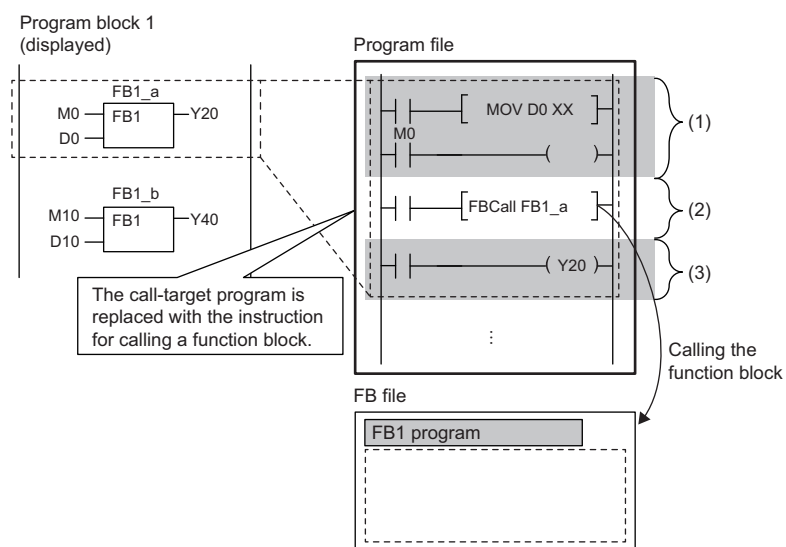 Program block 1
(displayed)
FB1_a
M0
FB1
Y20
D0
FB1_b
M10
FB1
Y40
D10
The call-target program is
replaced with the instruction
for calling a function block.
Program file
MOV D0 XX
M0
(1)
FBCall FB1_a
(2)
Y20
(3)
Calling the
function block
FB file
FB1 program